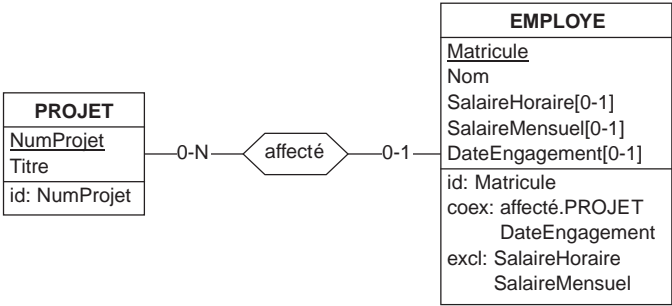 PROJET
NumProjet
Titre
id: NumProjet
0-N
affecté
0-1
EMPLOYE
Matricule
Nom
SalaireHoraire[0-1]
SalaireMensuel[0-1]
DateEngagement[0-1]
id: Matricule
coex: affecté.PROJET
DateEngagement
excl: SalaireHoraire
SalaireMensuel